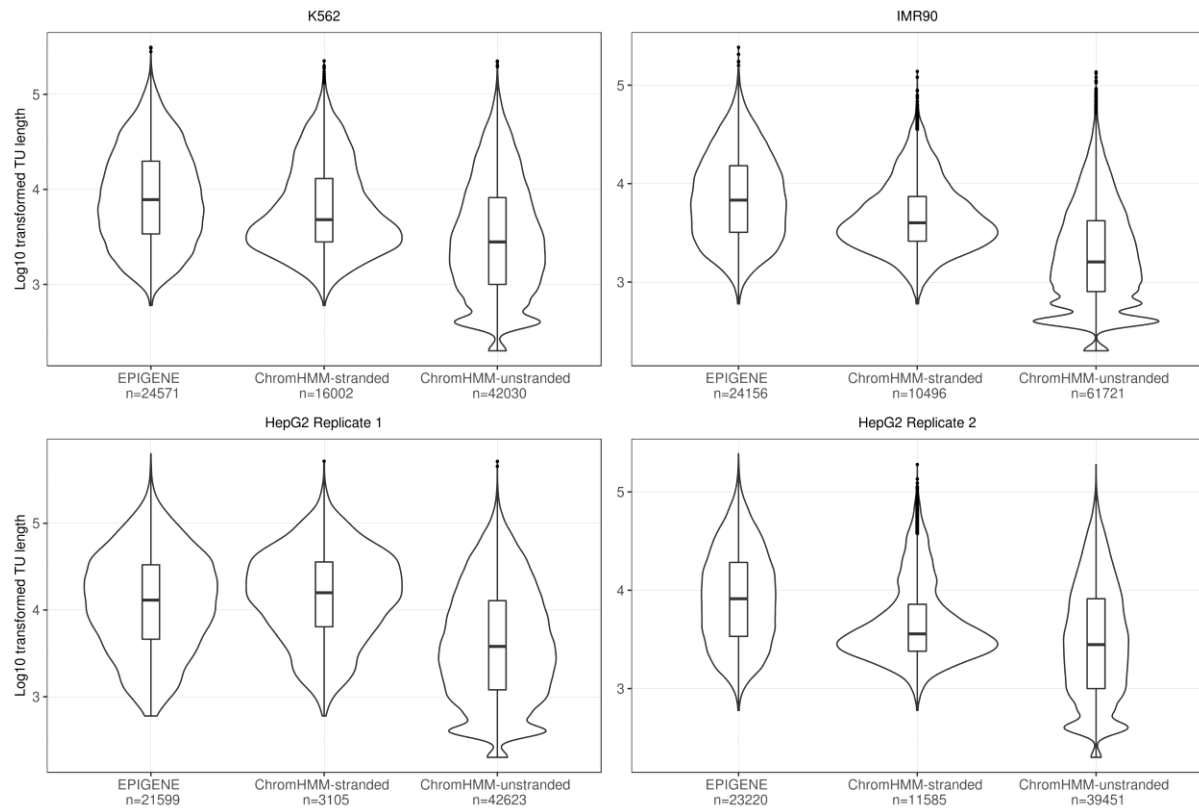 K562
IMR90
Log10 transformed TU length
5
4
3
5
4
3
EPIGENE
n=24571
ChromHMM-stranded
n=16002
ChromHMM-unstranded
n=42030
EPIGENE
n=24156
ChromHMM-stranded
n=10496
ChromHMM-unstranded
n=61721
HepG2 Replicate 1
HepG2 Replicate 2
Log10 transformed TU length
5
4
3
5
4
3
EPIGENE
n=21599
ChromHMM-stranded
n=3105
ChromHMM-unstranded
n=42623
EPIGENE
n=23220
ChromHMM-stranded
n=11585
ChromHMM-unstranded
n=39451